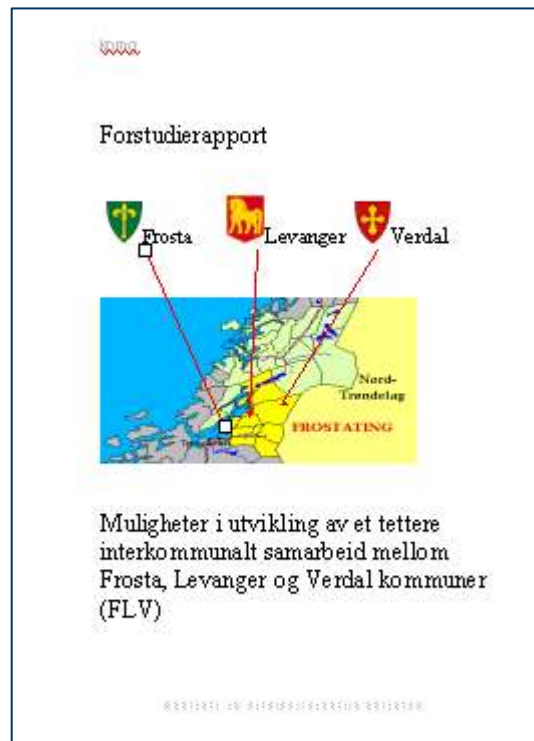 Forstudierapport
Frosta
Levanger
Verdal
Nord-
Trøndelag
FROSTATING
Muligheter i utvikling av et tettere
interkommunalt samarbeid mellom
Frosta, Levanger og Verdal kommuner
(FLV)